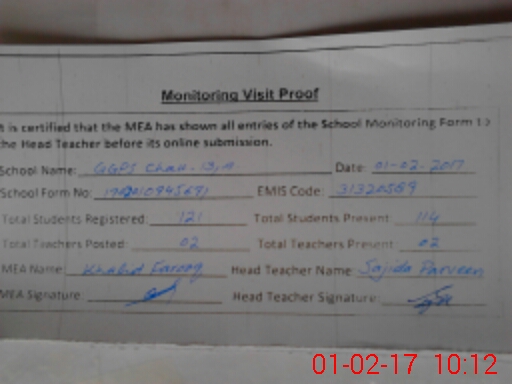 Monitoring Visit Proof
t is certified that the MEA has shown all entries of the School Monitoring Form to
the Head Teacher before its online submission.
School Name: GGPS Chak Date: 01-02-2017
School Form No: EMIS Code: 31320589
Total Students Registered: 121 Total Students Present: 114
Total Teachers Posted: 02 Total Teachers Present: 02
MEA Name: Khalid Farooq Head Teacher Name: Sajida Parveen
MEA Signature: Head Teacher Signature:
01-02-17 10:12